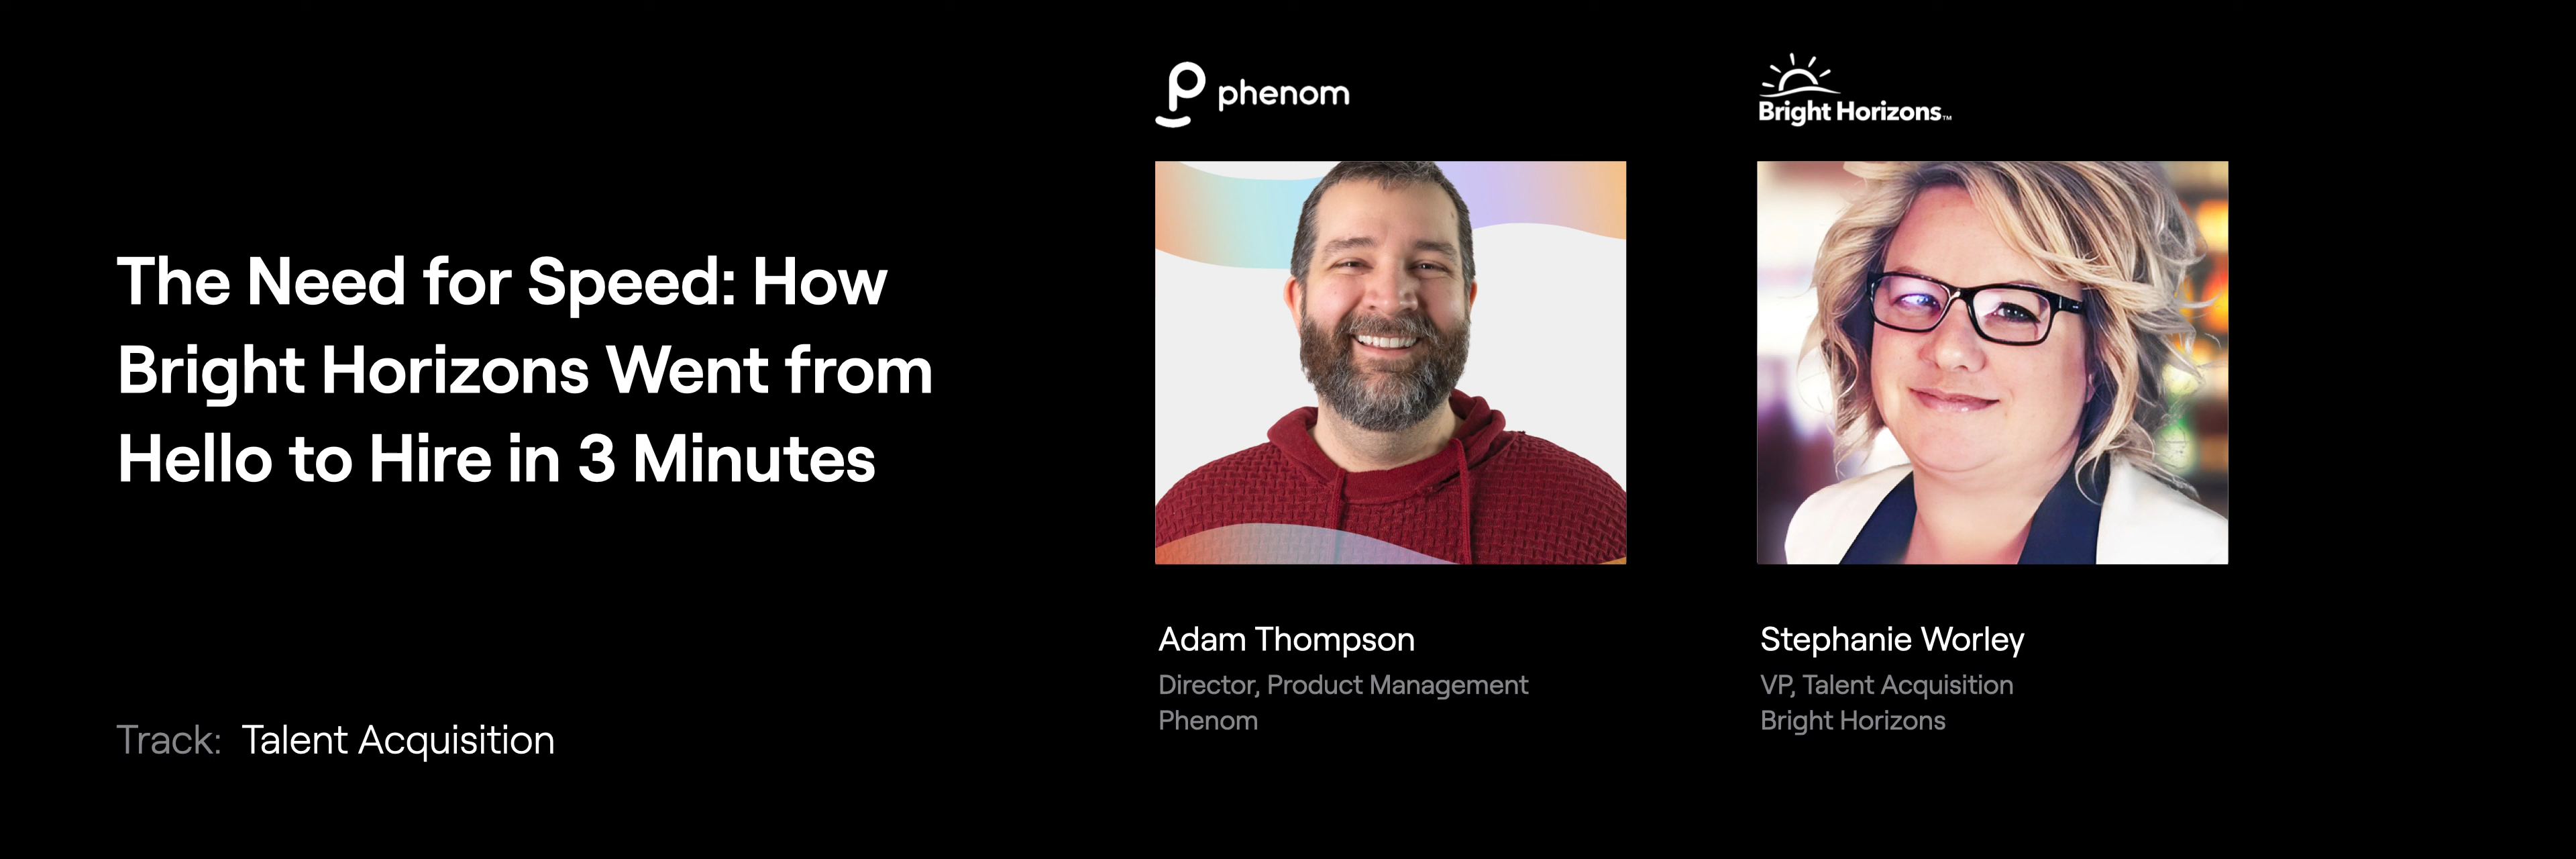 The Need for Speed: How
Bright Horizons Went from
Hello to Hire in 3 Minutes
Track: Talent Acquisition
phenom
Adam Thompson
Director, Product Management
Phenom
Bright Horizons™
Stephanie Worley
VP, Talent Acquisition
Bright Horizons